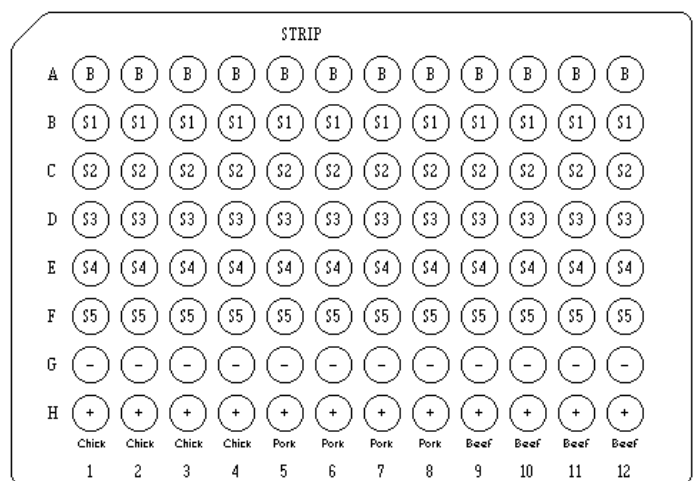 STRIP
A B B B B B B B B B B B B
B S1 S1 S1 S1 S1 S1 S1 S1 S1 S1 S1 S1
C S2 S2 S2 S2 S2 S2 S2 S2 S2 S2 S2 S2
D S3 S3 S3 S3 S3 S3 S3 S3 S3 S3 S3 S3
E S4 S4 S4 S4 S4 S4 S4 S4 S4 S4 S4 S4
F S5 S5 S5 S5 S5 S5 S5 S5 S5 S5 S5 S5
G - - - - - - - - - - - -
H + + + + + + + + + + + +
Chick Chick Chick Chick Pork Pork Pork Pork Beef Beef Beef Beef
1 2 3 4 5 6 7 8 9 10 11 12